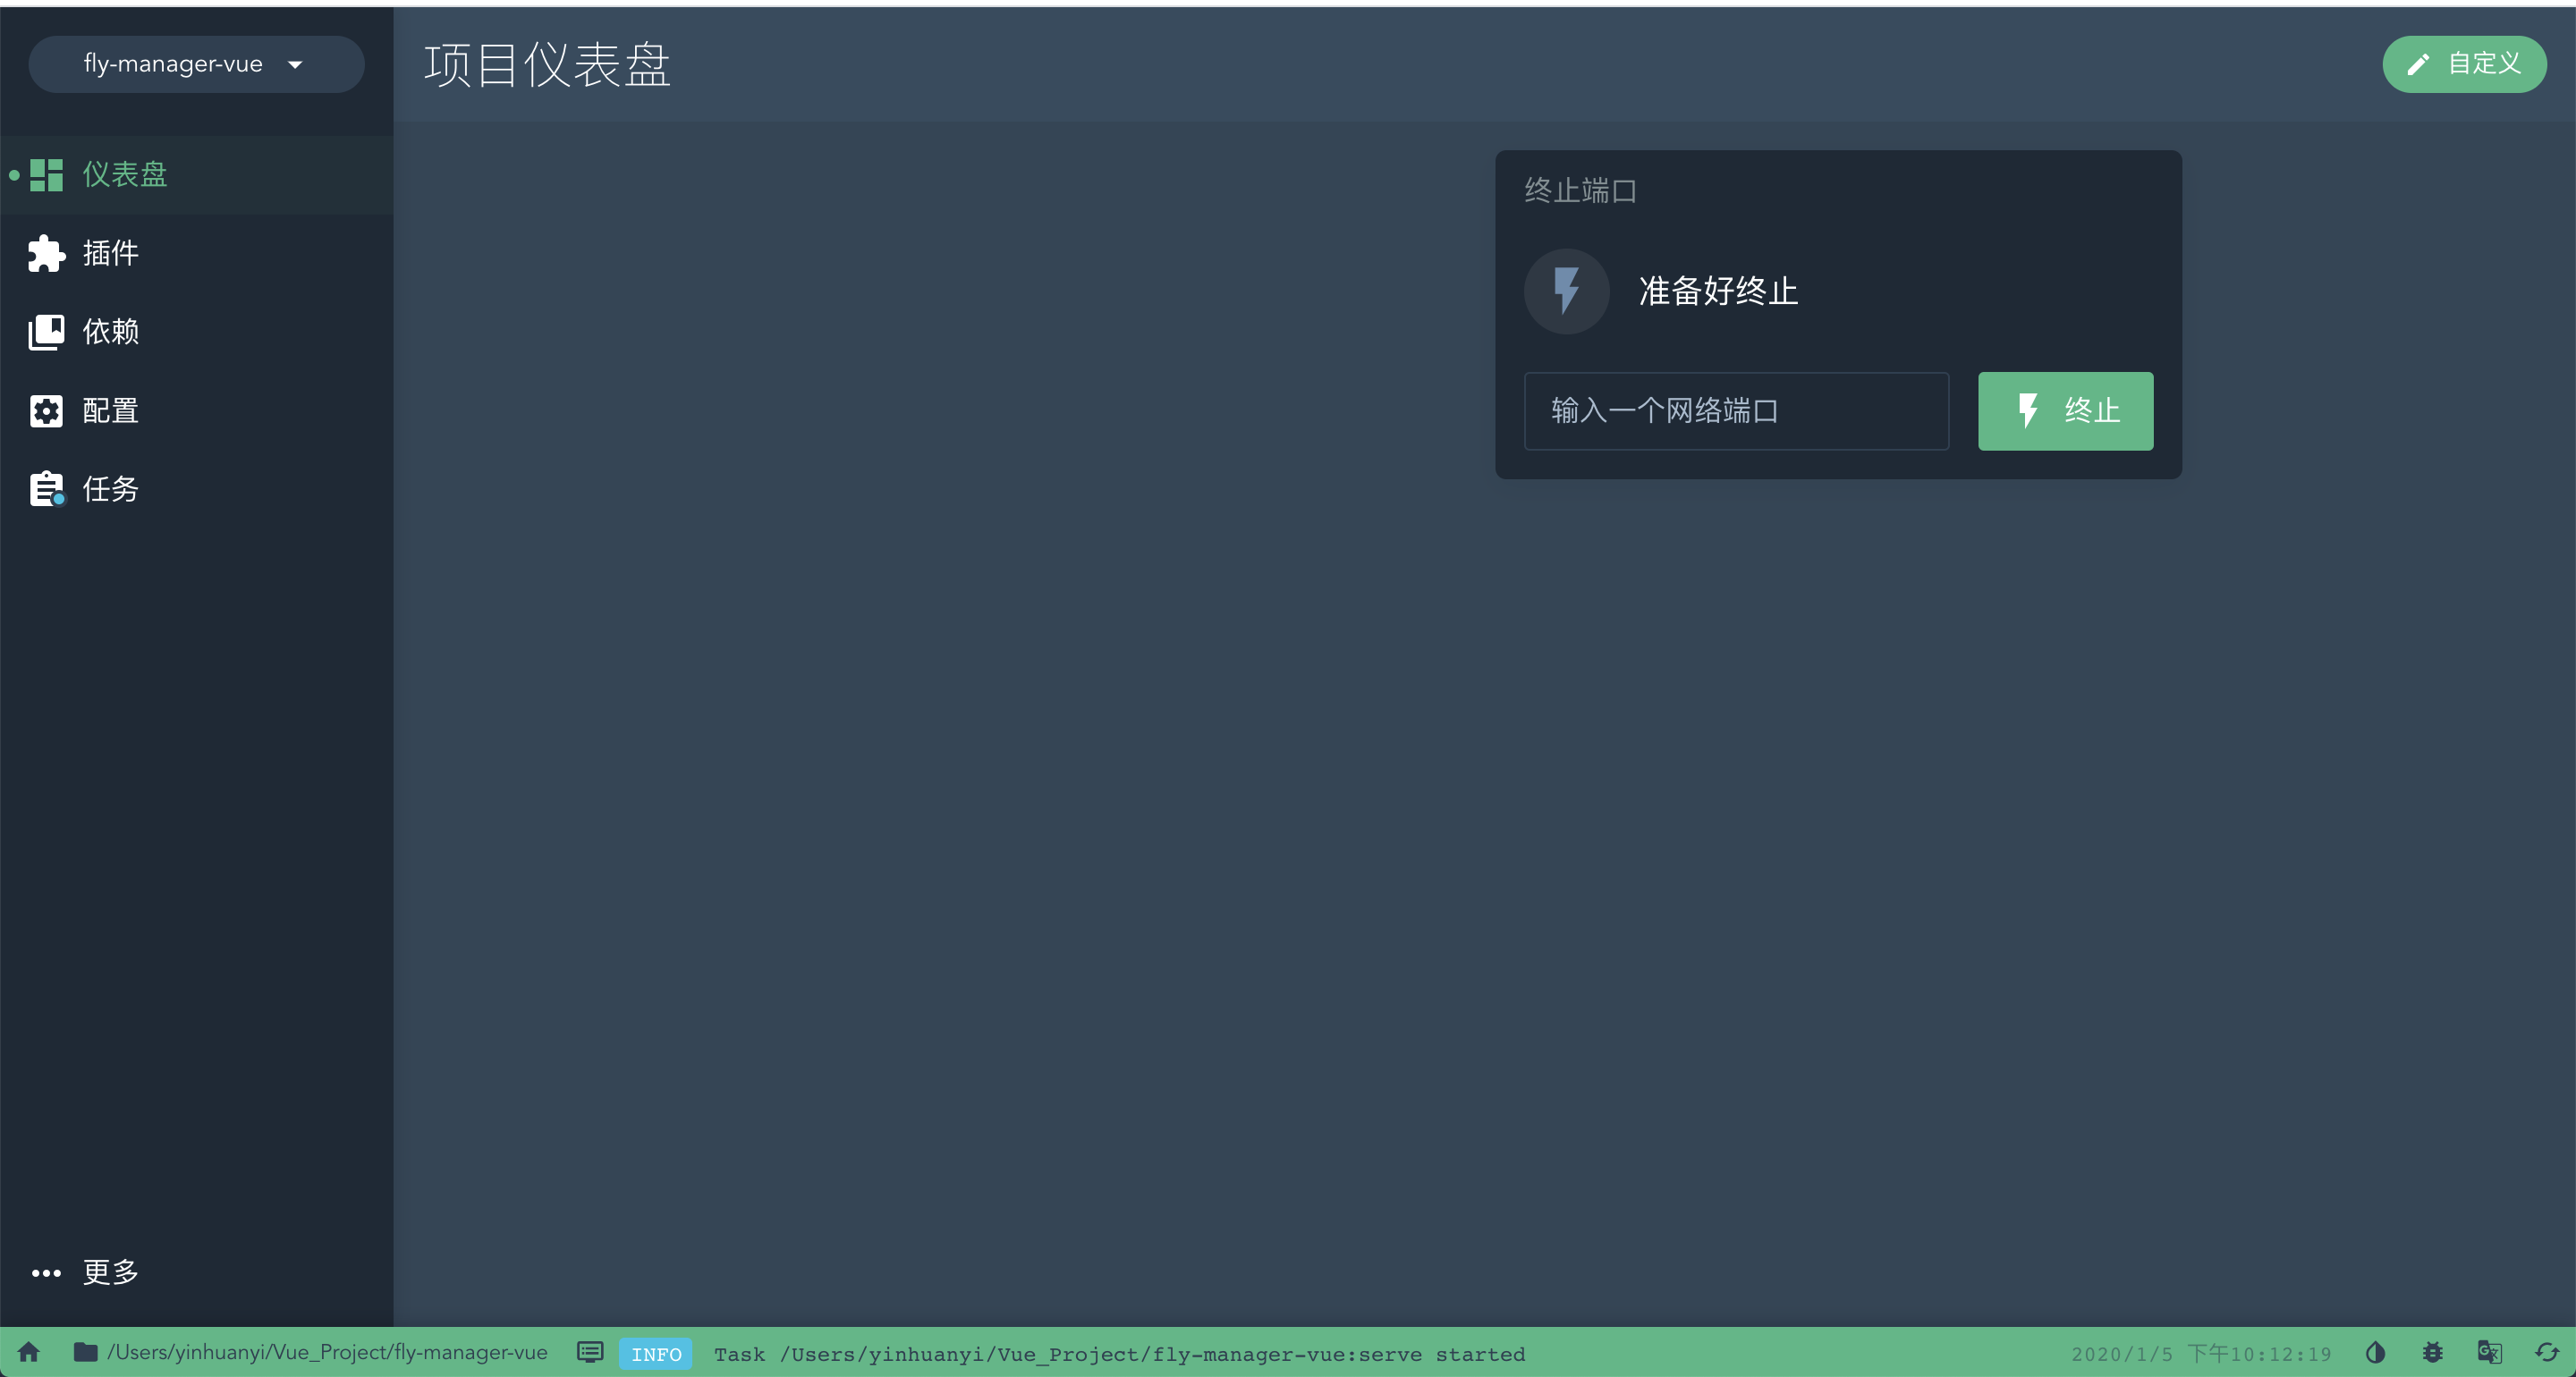 fly-manager-vue
项目仪表盘
自定义
仪表盘
插件
依赖
配置
任务
更多
终止端口
准备好终止
输入一个网络端口
终止
/Users/yinhuanyi/Vue_Project/fly-manager-vue
INFO
Task /Users/yinhuanyi/Vue_Project/fly-manager-vue:serve started
2020/1/5 下午10:12:19